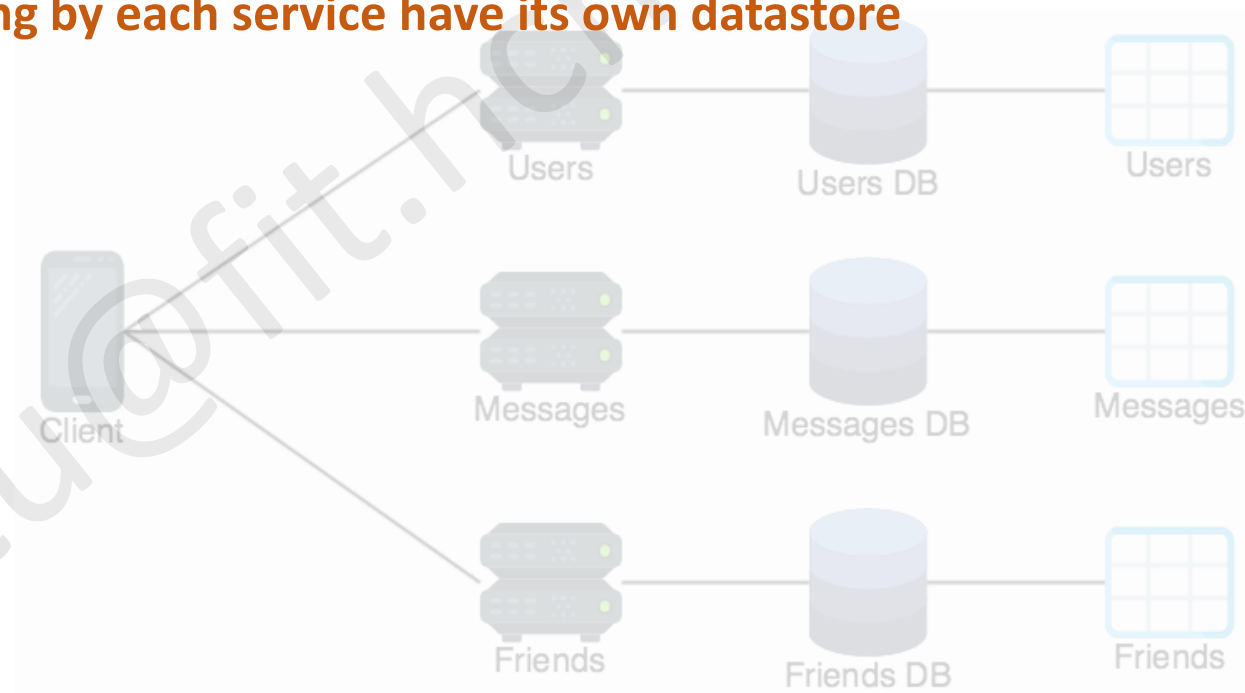 by each service have its own datastore
Users
Users DB
Users
Client
Messages
Messages DB
Messages
Friends
Friends DB
Friends